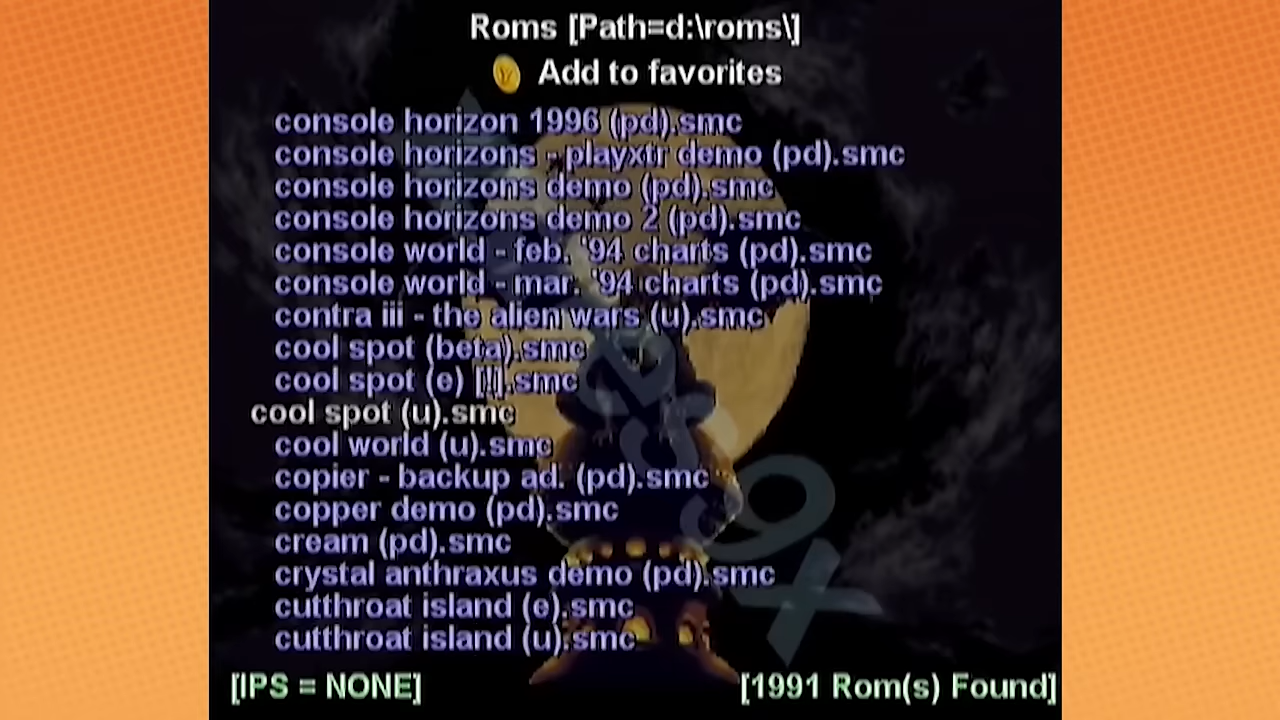 Roms [Path=d:\roms\]
Add to favorites
console horizon 1996 (pd).smc
console horizons - playxtr demo (pd).smc
console horizons demo (pd).smc
console horizons demo 2 (pd).smc
console world - feb. '94 charts (pd).smc
console world - mar. '94 charts (pd).smc
contra iii - the alien wars (u).smc
cool spot (beta).smc
cool spot (e) [!].smc
cool spot (u).smc
cool world (u).smc
copier - backup ad. (pd).smc
copper demo (pd).smc
cream (pd).smc
crystal anthraxus demo (pd).smc
cutthroat island (e).smc
cutthroat island (u).smc
[IPS = NONE]
[1991 Rom(s) Found]